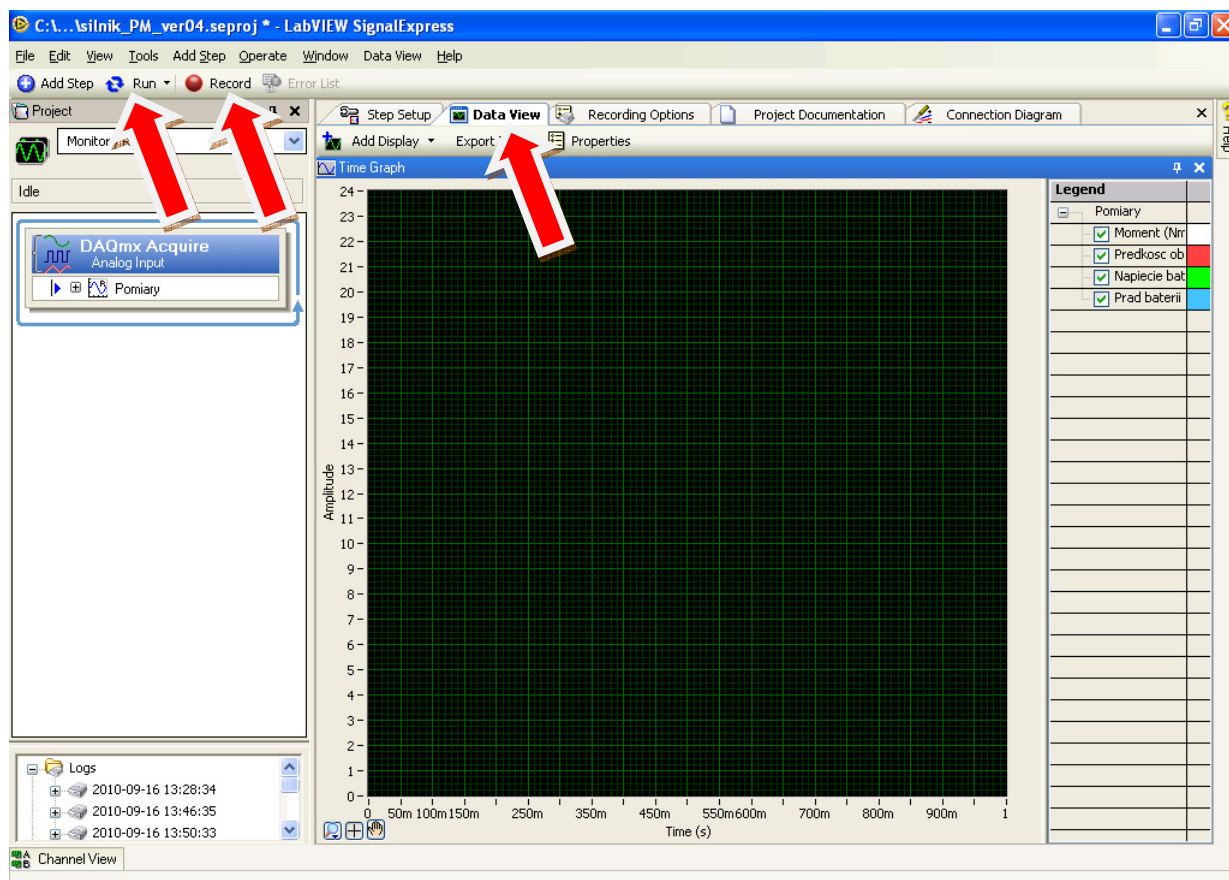 C:\...\silnik_PM_ver04.seproj * - LabVIEW SignalExpress
File Edit View Tools Add Step Operate Window Data View Help
Add Step Run Record Error List
Project
Step Setup Data View Recording Options Project Documentation Connection Diagram
Help
Monitor
Add Display Export Properties
Time Graph
Idle
Legend
Pomiary
Moment (Nm
Predkosc ob
Napiecie bat
Prad baterii
DAQmx Acquire
Analog Input
Pomiary
24
23
22
21
20
19
18
17
16
15
14
13
12
11
10
9
8
7
6
5
4
3
2
1
0
Amplitude
0 50m 100m 150m 250m 350m 450m 550m 600m 700m 800m 900m 1
Time (s)
Logs
2010-09-16 13:28:34
2010-09-16 13:46:35
2010-09-16 13:50:33
Channel View